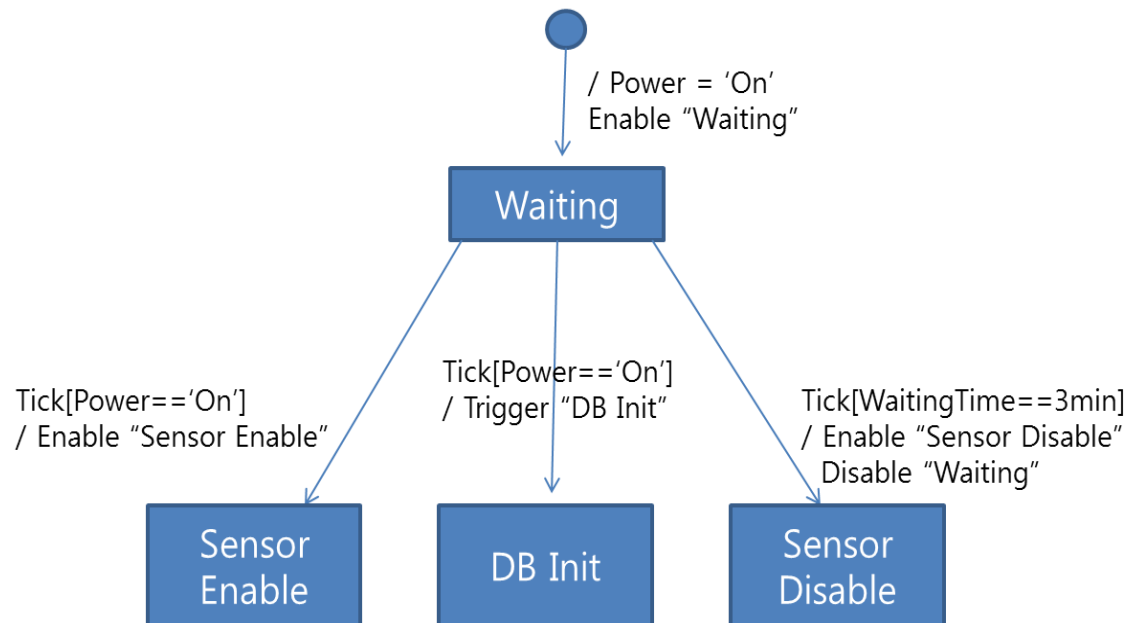 / Power = ‘On’
Enable “Waiting”
Waiting
Tick[Power==‘On’]
/ Enable “Sensor Enable”
Tick[Power==‘On’]
/ Trigger “DB Init”
Tick[WaitingTime==3min]
/ Enable “Sensor Disable”
Disable “Waiting”
Sensor
Enable
DB Init
Sensor
Disable